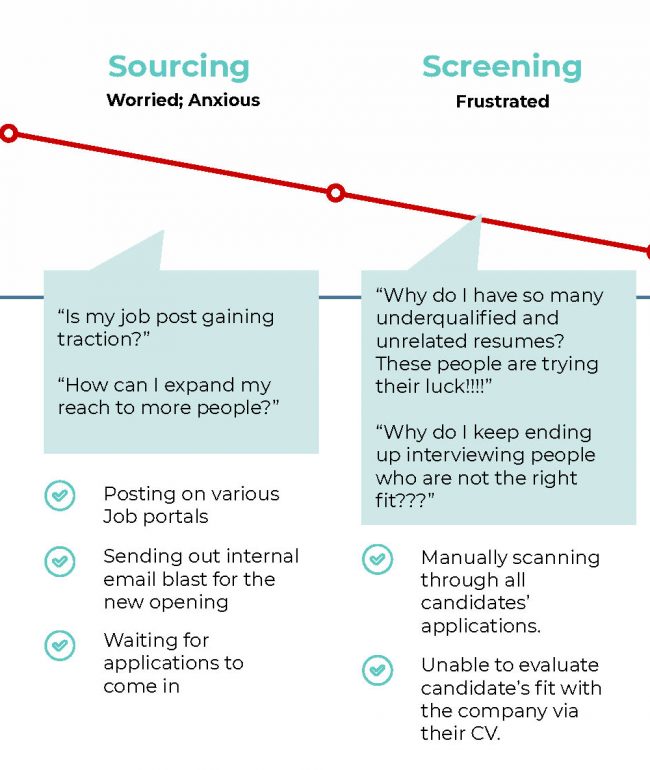 Sourcing
Worried; Anxious
“Is my job post gaining
traction?”
“How can I expand my
reach to more people?”
Posting on various
Job portals
Sending out internal
email blast for the
new opening
Waiting for
applications to
come in
Screening
Frustrated
“Why do I have so many
underqualified and
unrelated resumes?
These people are trying
their luck!!!!”
“Why do I keep ending
up interviewing people
who are not the right
fit???”
Manually scanning
through all
candidates’
applications.
Unable to evaluate
candidate’s fit with
the company via
their CV.